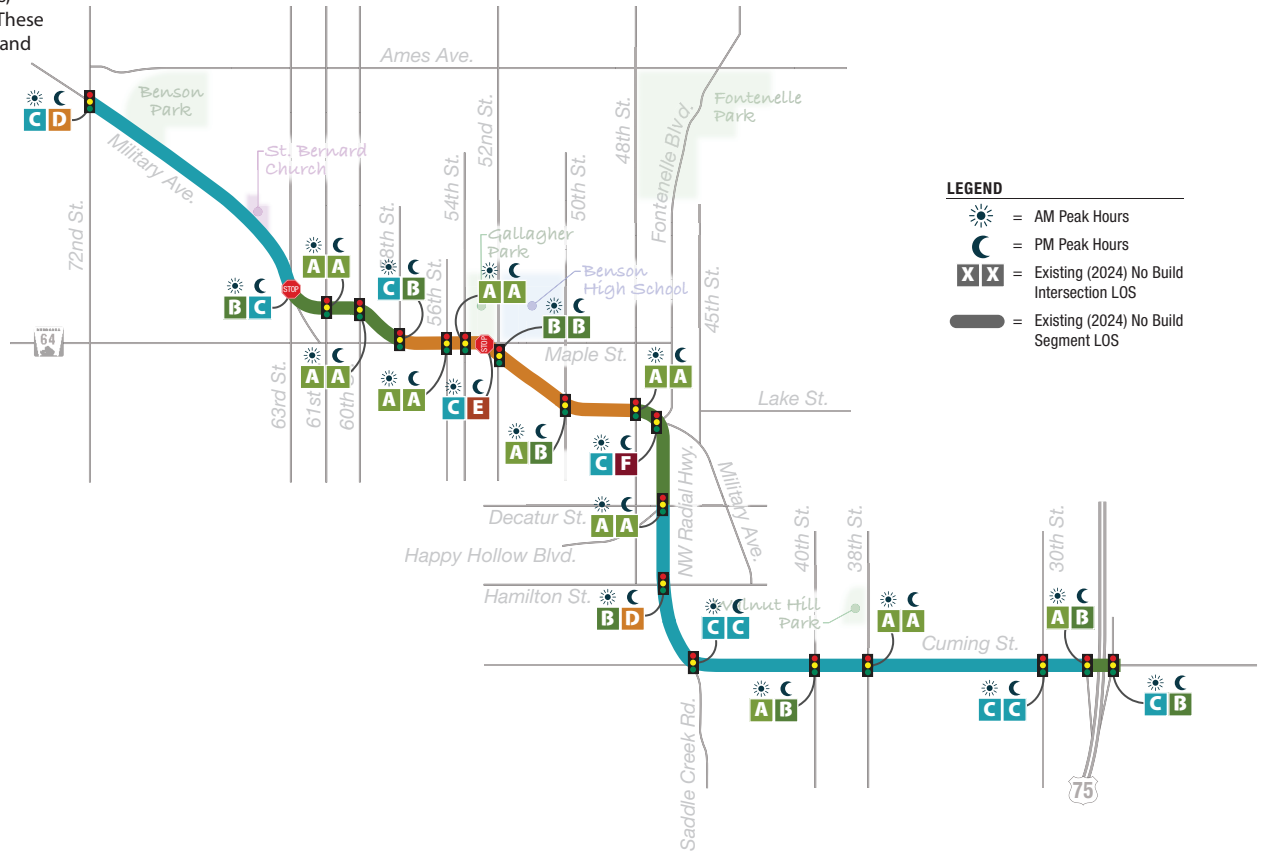 These
and
Ames Ave.
Benson
Park
Fontenelle
Park
C D
Military Ave.
St. Bernard
Church
72nd St.
52nd St.
48th St.
54th St.
50th St.
Fontenelle Blvd.
LEGEND
= AM Peak Hours
= PM Peak Hours
X X = Existing (2024) No Build
Intersection LOS
= Existing (2024) No Build
Segment LOS
Gallagher
Park
Benson
High School
A A
C B
A A
56th St.
45th St.
STOP
B C
B B
STOP
NEBRASKA
64
Maple St.
63rd St.
61st
60th
A A
A A
C E
A A
Lake St.
A B
C F
NW Radial Hwy.
Military Ave.
Decatur St.
A A
Happy Hollow Blvd.
40th St.
38th St.
30th St.
Hamilton St.
B D
Walnut Hill
Park
C C
A A
A B
Cuming St.
A B
C C
C B
Saddle Creek Rd.
75